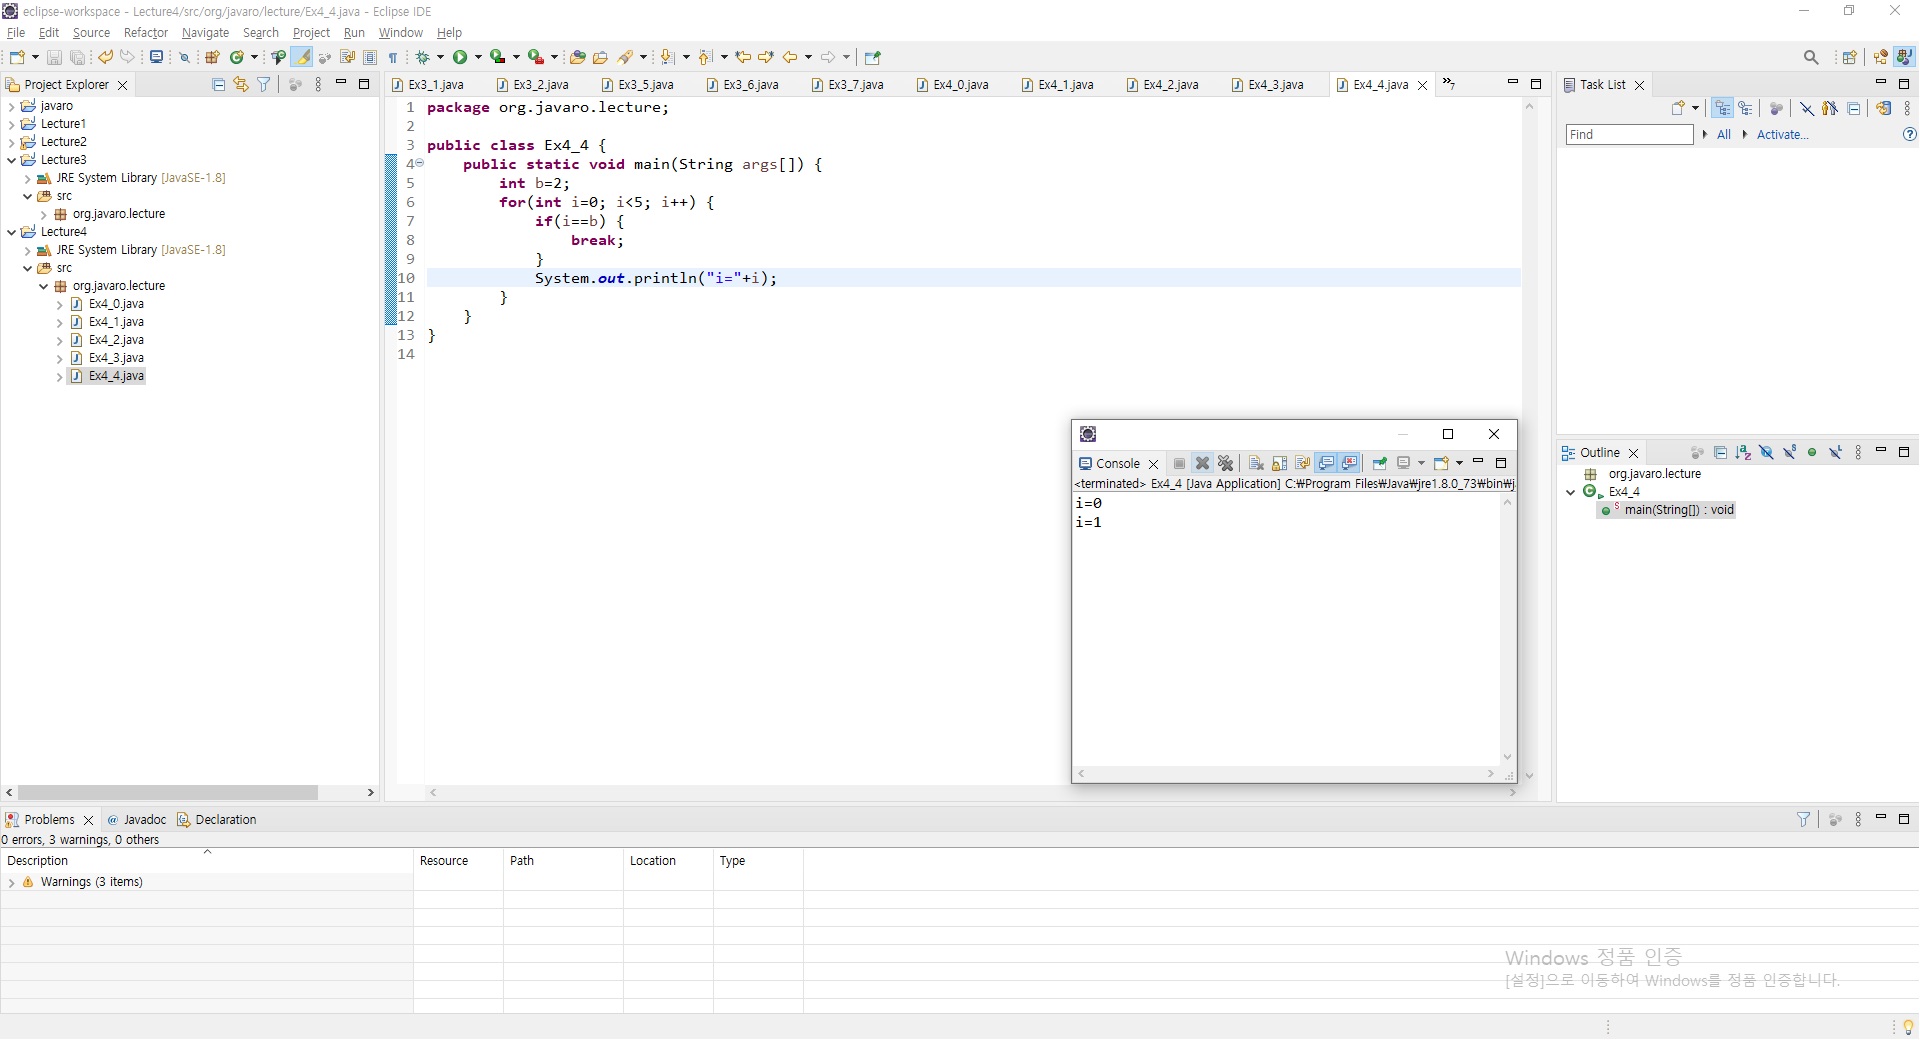 eclipse-workspace - Lecture4/src/org/javaro/lecture/Ex4_4.java - Eclipse IDE
File Edit Source Refactor Navigate Search Project Run Window Help
Project Explorer
javaro
Lecture1
Lecture2
Lecture3
JRE System Library [JavaSE-1.8]
src
org.javaro.lecture
Lecture4
JRE System Library [JavaSE-1.8]
src
org.javaro.lecture
Ex4_0.java
Ex4_1.java
Ex4_2.java
Ex4_3.java
Ex4_4.java
Ex3_1.java Ex3_2.java Ex3_5.java Ex3_6.java Ex3_7.java Ex4_0.java Ex4_1.java Ex4_2.java Ex4_3.java Ex4_4.java »7
1 package org.javaro.lecture;
2
3 public class Ex4_4 {
4 public static void main(String args[]) {
5 int b=2;
6 for(int i=0; i<5; i++) {
7 if(i==b) {
8 break;
9 }
10 System.out.println("i="+i);
11 }
12 }
13 }
14
Console
<terminated> Ex4_4 [Java Application] C:₩Program Files₩Java₩jre1.8.0_73₩bin₩j
i=0
i=1
Task List
Find All Activate...
Outline
org.javaro.lecture
Ex4_4
main(String[]) : void
Problems @ Javadoc Declaration
0 errors, 3 warnings, 0 others
Description Resource Path Location Type
Warnings (3 items)
Windows 정품 인증
[설정]으로 이동하여 Windows를 정품 인증합니다.